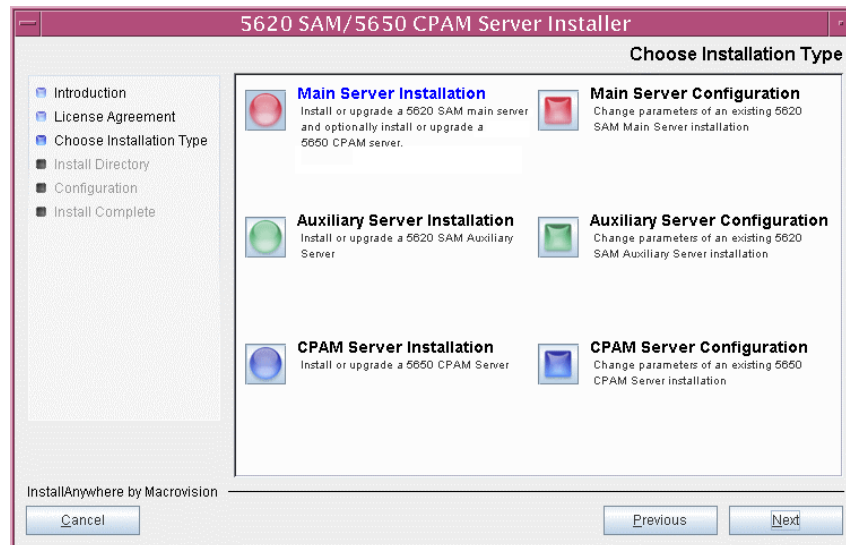 5620 SAM/5650 CPAM Server Installer
Choose Installation Type
Introduction
License Agreement
Choose Installation Type
Install Directory
Configuration
Install Complete
Main Server Installation
Install or upgrade a 5620 SAM main server
and optionally install or upgrade a
5650 CPAM server.
Main Server Configuration
Change parameters of an existing 5620
SAM Main Server installation
Auxiliary Server Installation
Install or upgrade a 5620 SAM Auxiliary
Server
Auxiliary Server Configuration
Change parameters of an existing 5620
SAM Auxiliary Server installation
CPAM Server Installation
Install or upgrade a 5650 CPAM Server
CPAM Server Configuration
Change parameters of an existing 5650
CPAM Server installation
InstallAnywhere by Macrovision
Cancel
Previous
Next